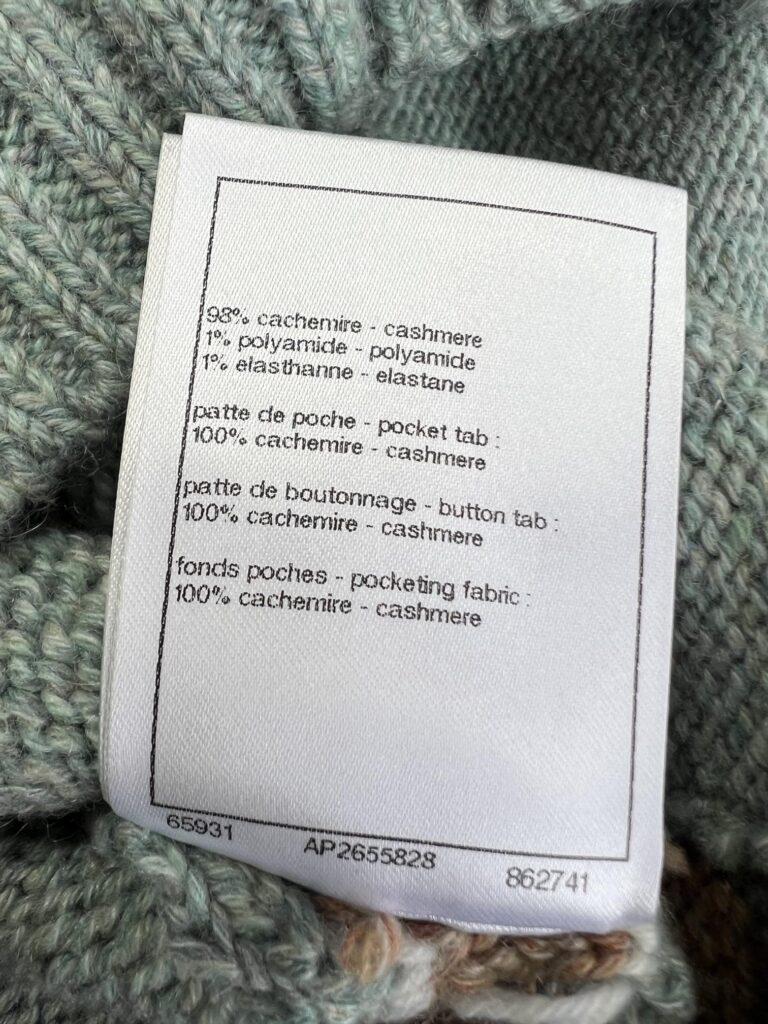 98% cachemire - cashmere
1% polyamide - polyamide
1% elasthanne - elastane
patte de poche - pocket tab :
100% cachemire - cashmere
patte de boutonnage - button tab :
100% cachemire - cashmere
fonds poches - pocketing fabric :
100% cachemire - cashmere
65931 AP2655828 862741